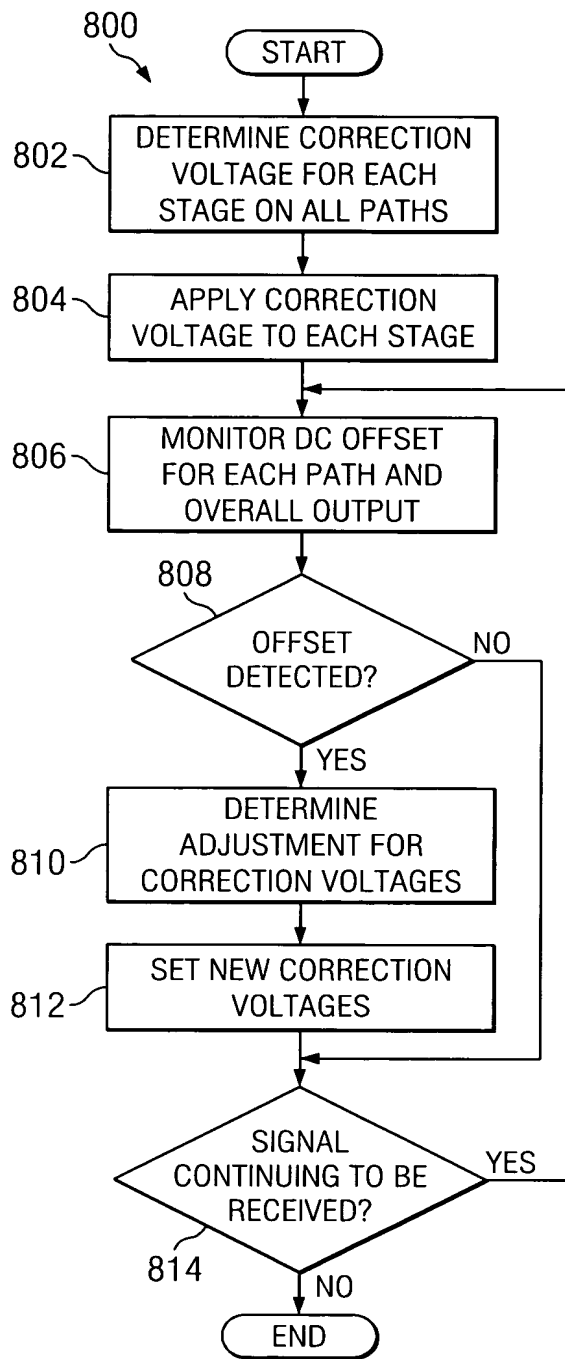 800
START
802
DETERMINE CORRECTION
VOLTAGE FOR EACH
STAGE ON ALL PATHS
804
APPLY CORRECTION
VOLTAGE TO EACH STAGE
806
MONITOR DC OFFSET
FOR EACH PATH AND
OVERALL OUTPUT
808
OFFSET
DETECTED?
NO
YES
810
DETERMINE
ADJUSTMENT FOR
CORRECTION VOLTAGES
812
SET NEW CORRECTION
VOLTAGES
SIGNAL
CONTINUING TO BE
RECEIVED?
YES
814
NO
END